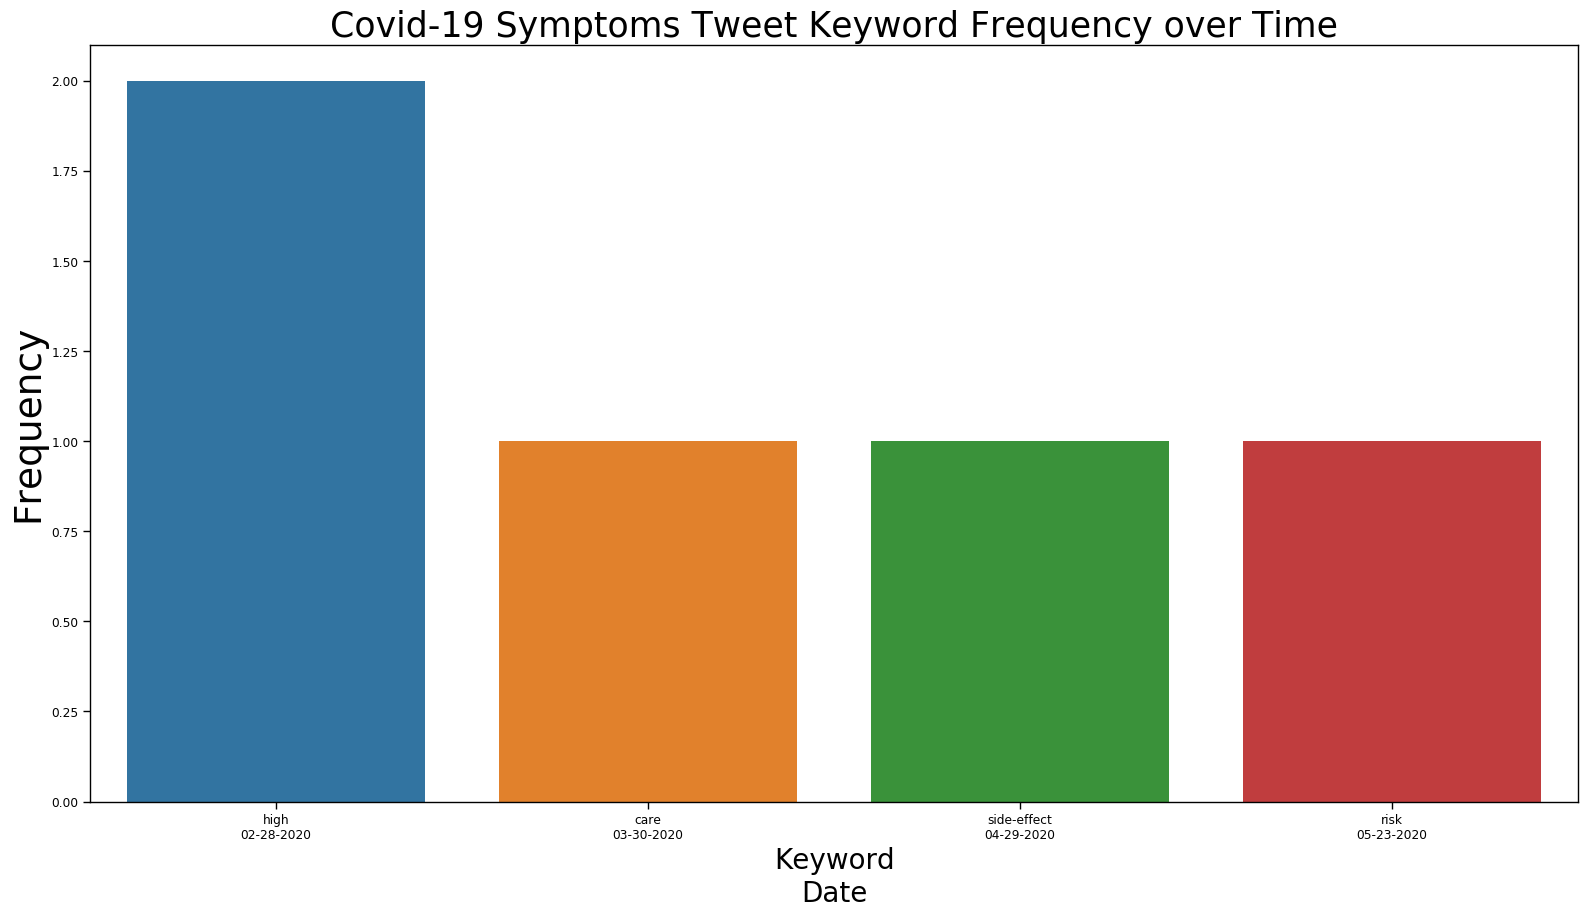 Covid-19 Symptoms Tweet Keyword Frequency over Time
Frequency
2.00
1.75
1.50
1.25
1.00
0.75
0.50
0.25
0.00
high
02-28-2020
care
03-30-2020
side-effect
04-29-2020
risk
05-23-2020
Keyword
Date